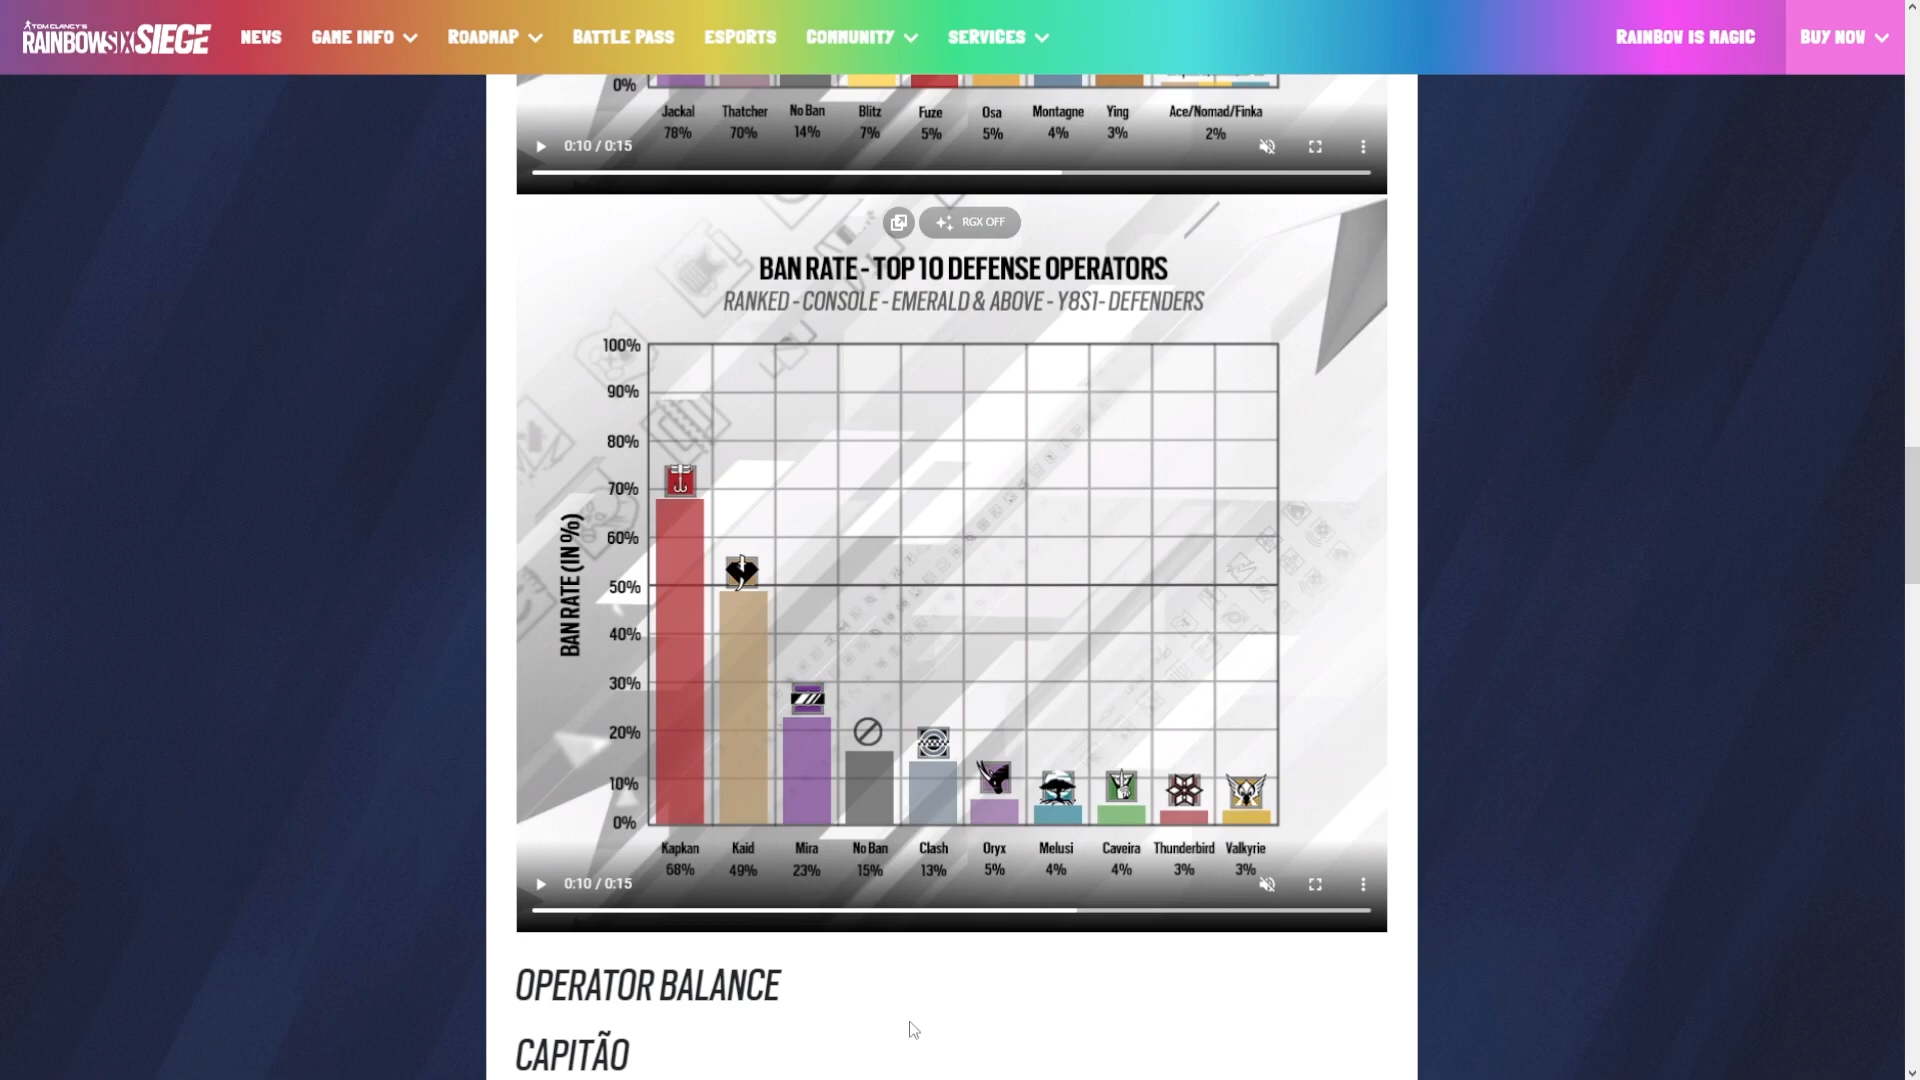 TOM CLANCY'S
RAINBOWSIX SIEGE
NEWS
GAME INFO
ROADMAP
BATTLE PASS
ESPORTS
COMMUNITY
SERVICES
RAINBOW IS MAGIC
BUY NOW
0%
Jackal Thatcher No Ban Blitz Fuze Osa Montagne Ying Ace/Nomad/Finka
78% 70% 14% 7% 5% 5% 4% 3% 2%
0:10 / 0:15
RGX OFF
BAN RATE - TOP 10 DEFENSE OPERATORS
RANKED - CONSOLE - EMERALD & ABOVE - Y8S1- DEFENDERS
BAN RATE (IN %)
100%
90%
80%
70%
60%
50%
40%
30%
20%
10%
0%
Kapkan Kaid Mira No Ban Clash Oryx Melusi Caveira Thunderbird Valkyrie
68% 49% 23% 15% 13% 5% 4% 4% 3% 3%
0:10 / 0:15
OPERATOR BALANCE
CAPITÃO